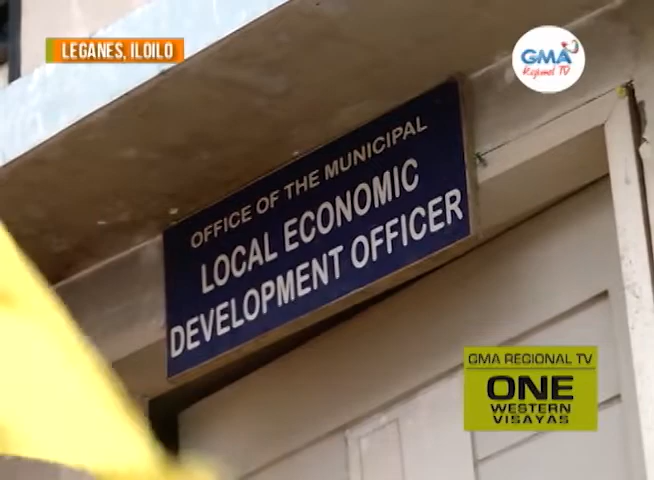 LEGANES, ILOILO
GMA
Regional TV
OFFICE OF THE MUNICIPAL
LOCAL ECONOMIC
DEVELOPMENT OFFICER
GMA REGIONAL TV
ONE
WESTERN
VISAYAS